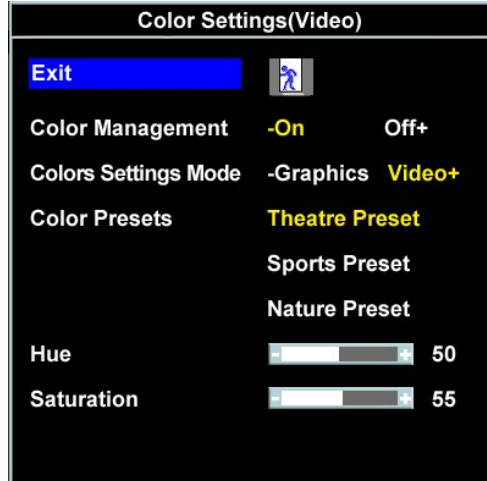 Color Settings(Video)
Exit
Color Management -On Off+
Colors Settings Mode -Graphics Video+
Color Presets Theatre Preset
Sports Preset
Nature Preset
Hue - + 50
Saturation - + 55